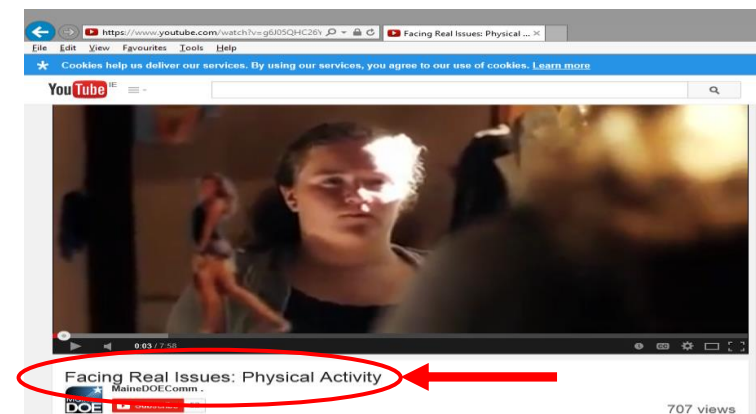 https://www.youtube.com/watch?v=g6J05QHC26Y
Facing Real Issues: Physical ... ×
File Edit View Favourites Tools Help
Cookies help us deliver our services. By using our services, you agree to our use of cookies. Learn more
YouTube IE
0:03 / 7:58
Facing Real Issues: Physical Activity
MaineDOEComm .
DOE
707 views